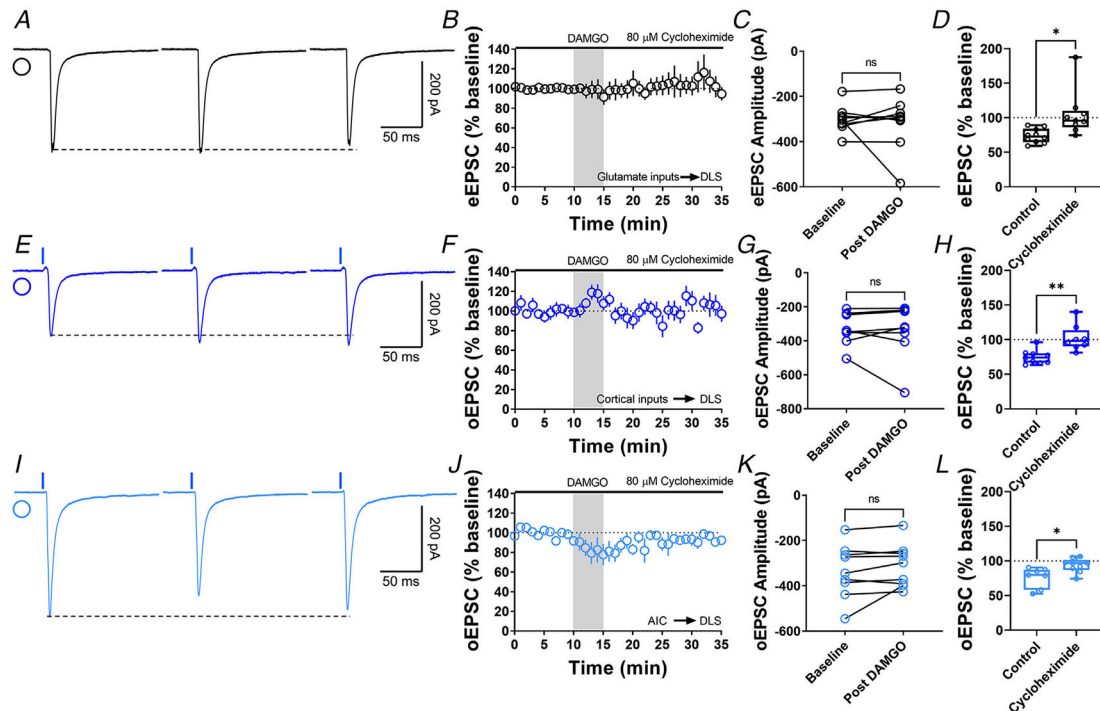 A
200 pA
50 ms
B
eEPSC (% baseline)
140
120
100
80
60
40
20
0
DAMGO
80 µM Cycloheximide
Glutamate inputs DLS
0 5 10 15 20 25 30 35
Time (min)
C
eEPSC Amplitude (pA)
0
-200
-400
-600
ns
Baseline
Post DAMGO
D
eEPSC (% baseline)
200
150
100
50
0
*
Control
Cycloheximide
E
200 pA
50 ms
F
oEPSC (% baseline)
140
120
100
80
60
40
20
0
DAMGO
80 µM Cycloheximide
Cortical inputs DLS
0 5 10 15 20 25 30 35
Time (min)
G
oEPSC Amplitude (pA)
0
-200
-400
-600
-800
ns
Baseline
Post DAMGO
H
oEPSC (% baseline)
200
150
100
50
0
**
Control
Cycloheximide
I
200 pA
50 ms
J
oEPSC (% baseline)
140
120
100
80
60
40
20
0
DAMGO
80 µM Cycloheximide
AIC DLS
0 5 10 15 20 25 30 35
Time (min)
K
oEPSC Amplitude (pA)
0
-200
-400
-600
ns
Baseline
Post DAMGO
L
oEPSC (% baseline)
200
150
100
50
0
*
Control
Cycloheximide